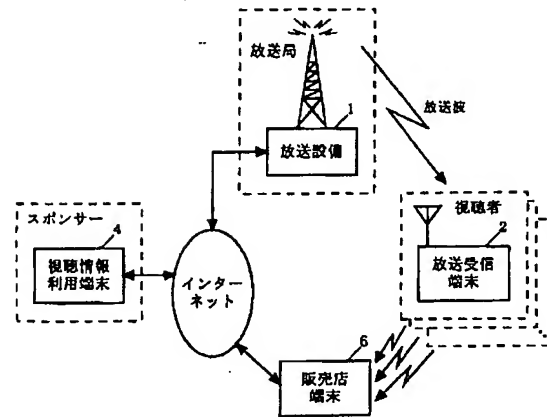 放送局
1
放送設備
放送波
スポンサー
4
視聴情報
利用端末
インター
ネット
視聴者
2
放送受信
端末
6
販売店
端末